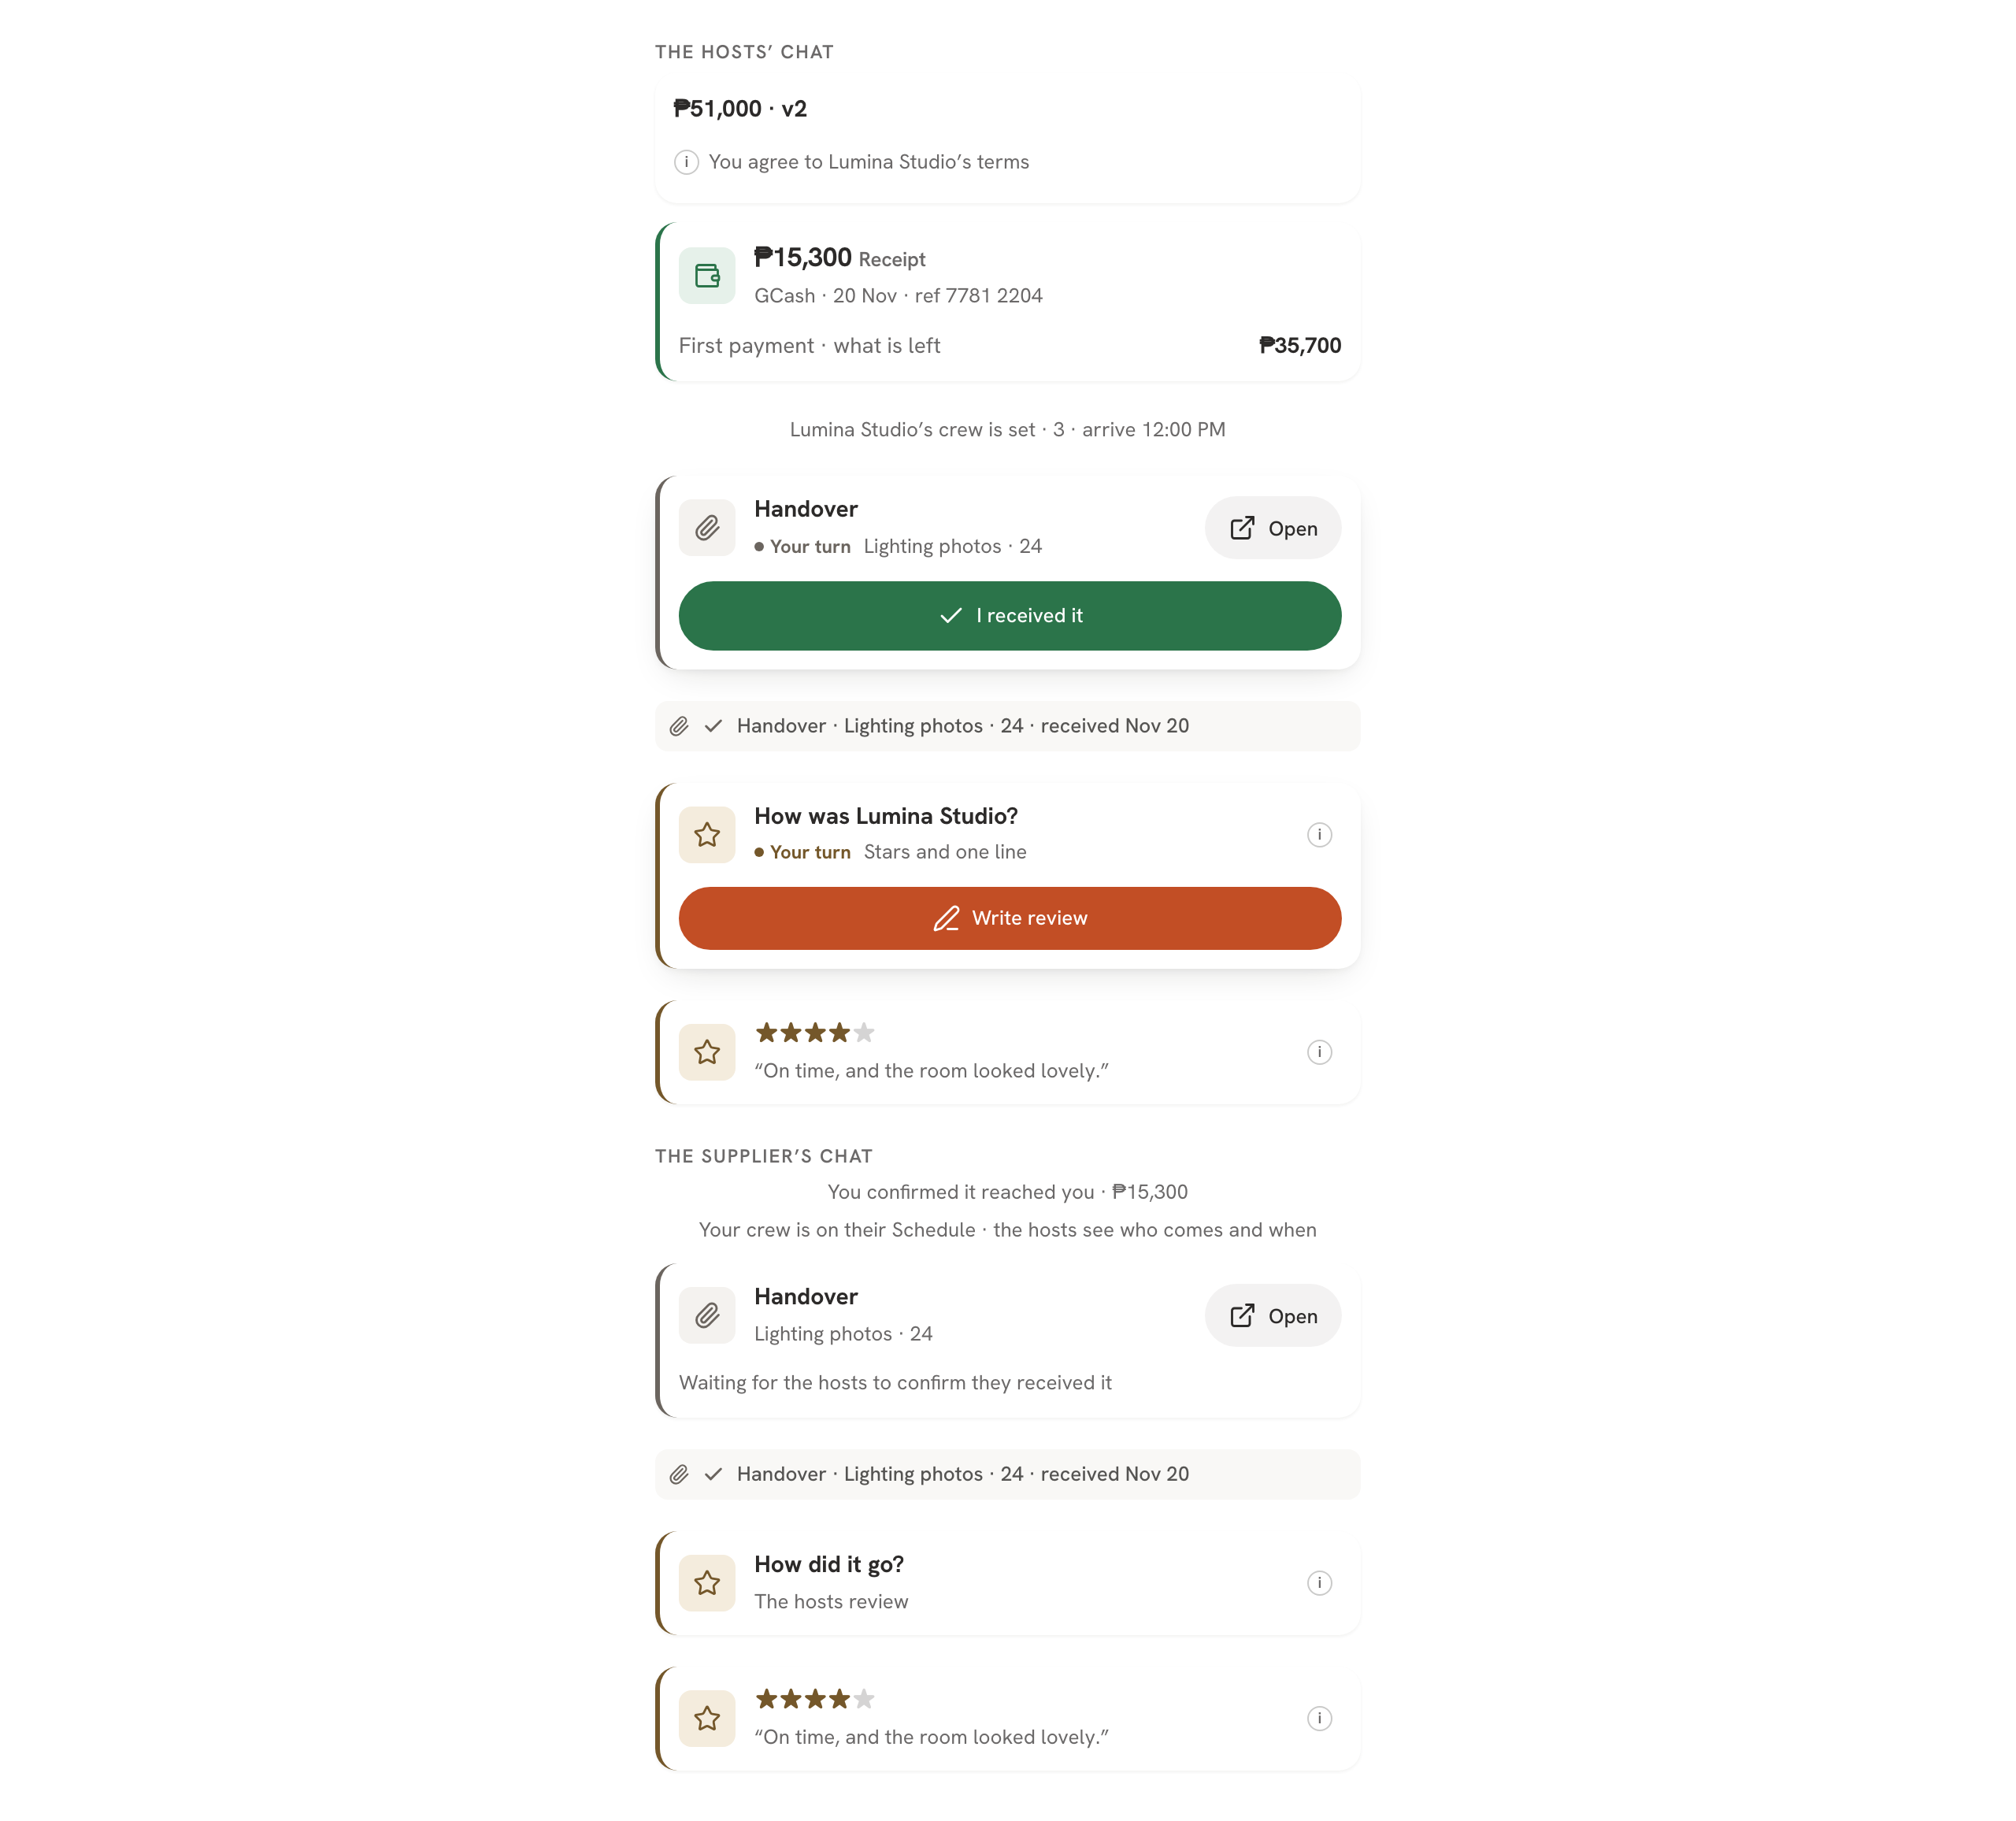 THE HOSTS’ CHAT
₱51,000 · v2
You agree to Lumina Studio’s terms
₱15,300 Receipt
GCash · 20 Nov · ref 7781 2204
First payment · what is left ₱35,700
Lumina Studio’s crew is set · 3 · arrive 12:00 PM
Handover
Your turn Lighting photos · 24
Open
I received it
Handover · Lighting photos · 24 · received Nov 20
How was Lumina Studio?
Your turn Stars and one line
Write review
“On time, and the room looked lovely.”
THE SUPPLIER’S CHAT
You confirmed it reached you · ₱15,300
Your crew is on their Schedule · the hosts see who comes and when
Handover
Lighting photos · 24
Open
Waiting for the hosts to confirm they received it
Handover · Lighting photos · 24 · received Nov 20
How did it go?
The hosts review
“On time, and the room looked lovely.”